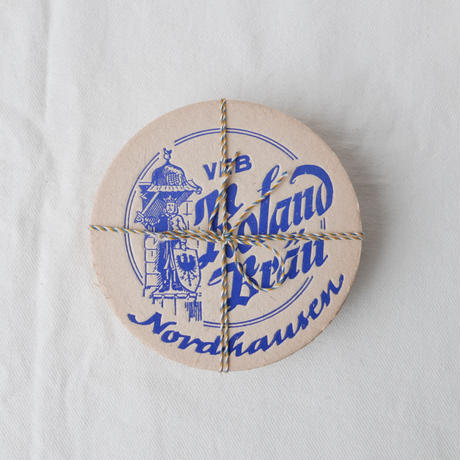 VEB
Roland
Bräu
Nordhausen